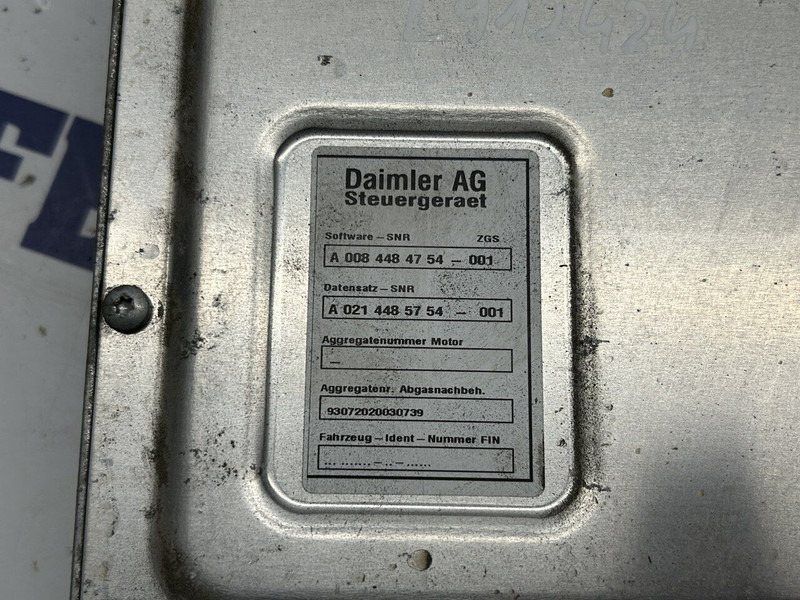 L912424
Daimler AG
Steuergeraet
Software – SNR ZGS
A 008 448 47 54 – 001
Datensatz – SNR
A 021 448 57 54 – 001
Aggregatenummer Motor
–
Aggregatenr. Abgasnachbeh.
93072020030739
Fahrzeug – Ident – Nummer FIN
... ....... – .. – ......